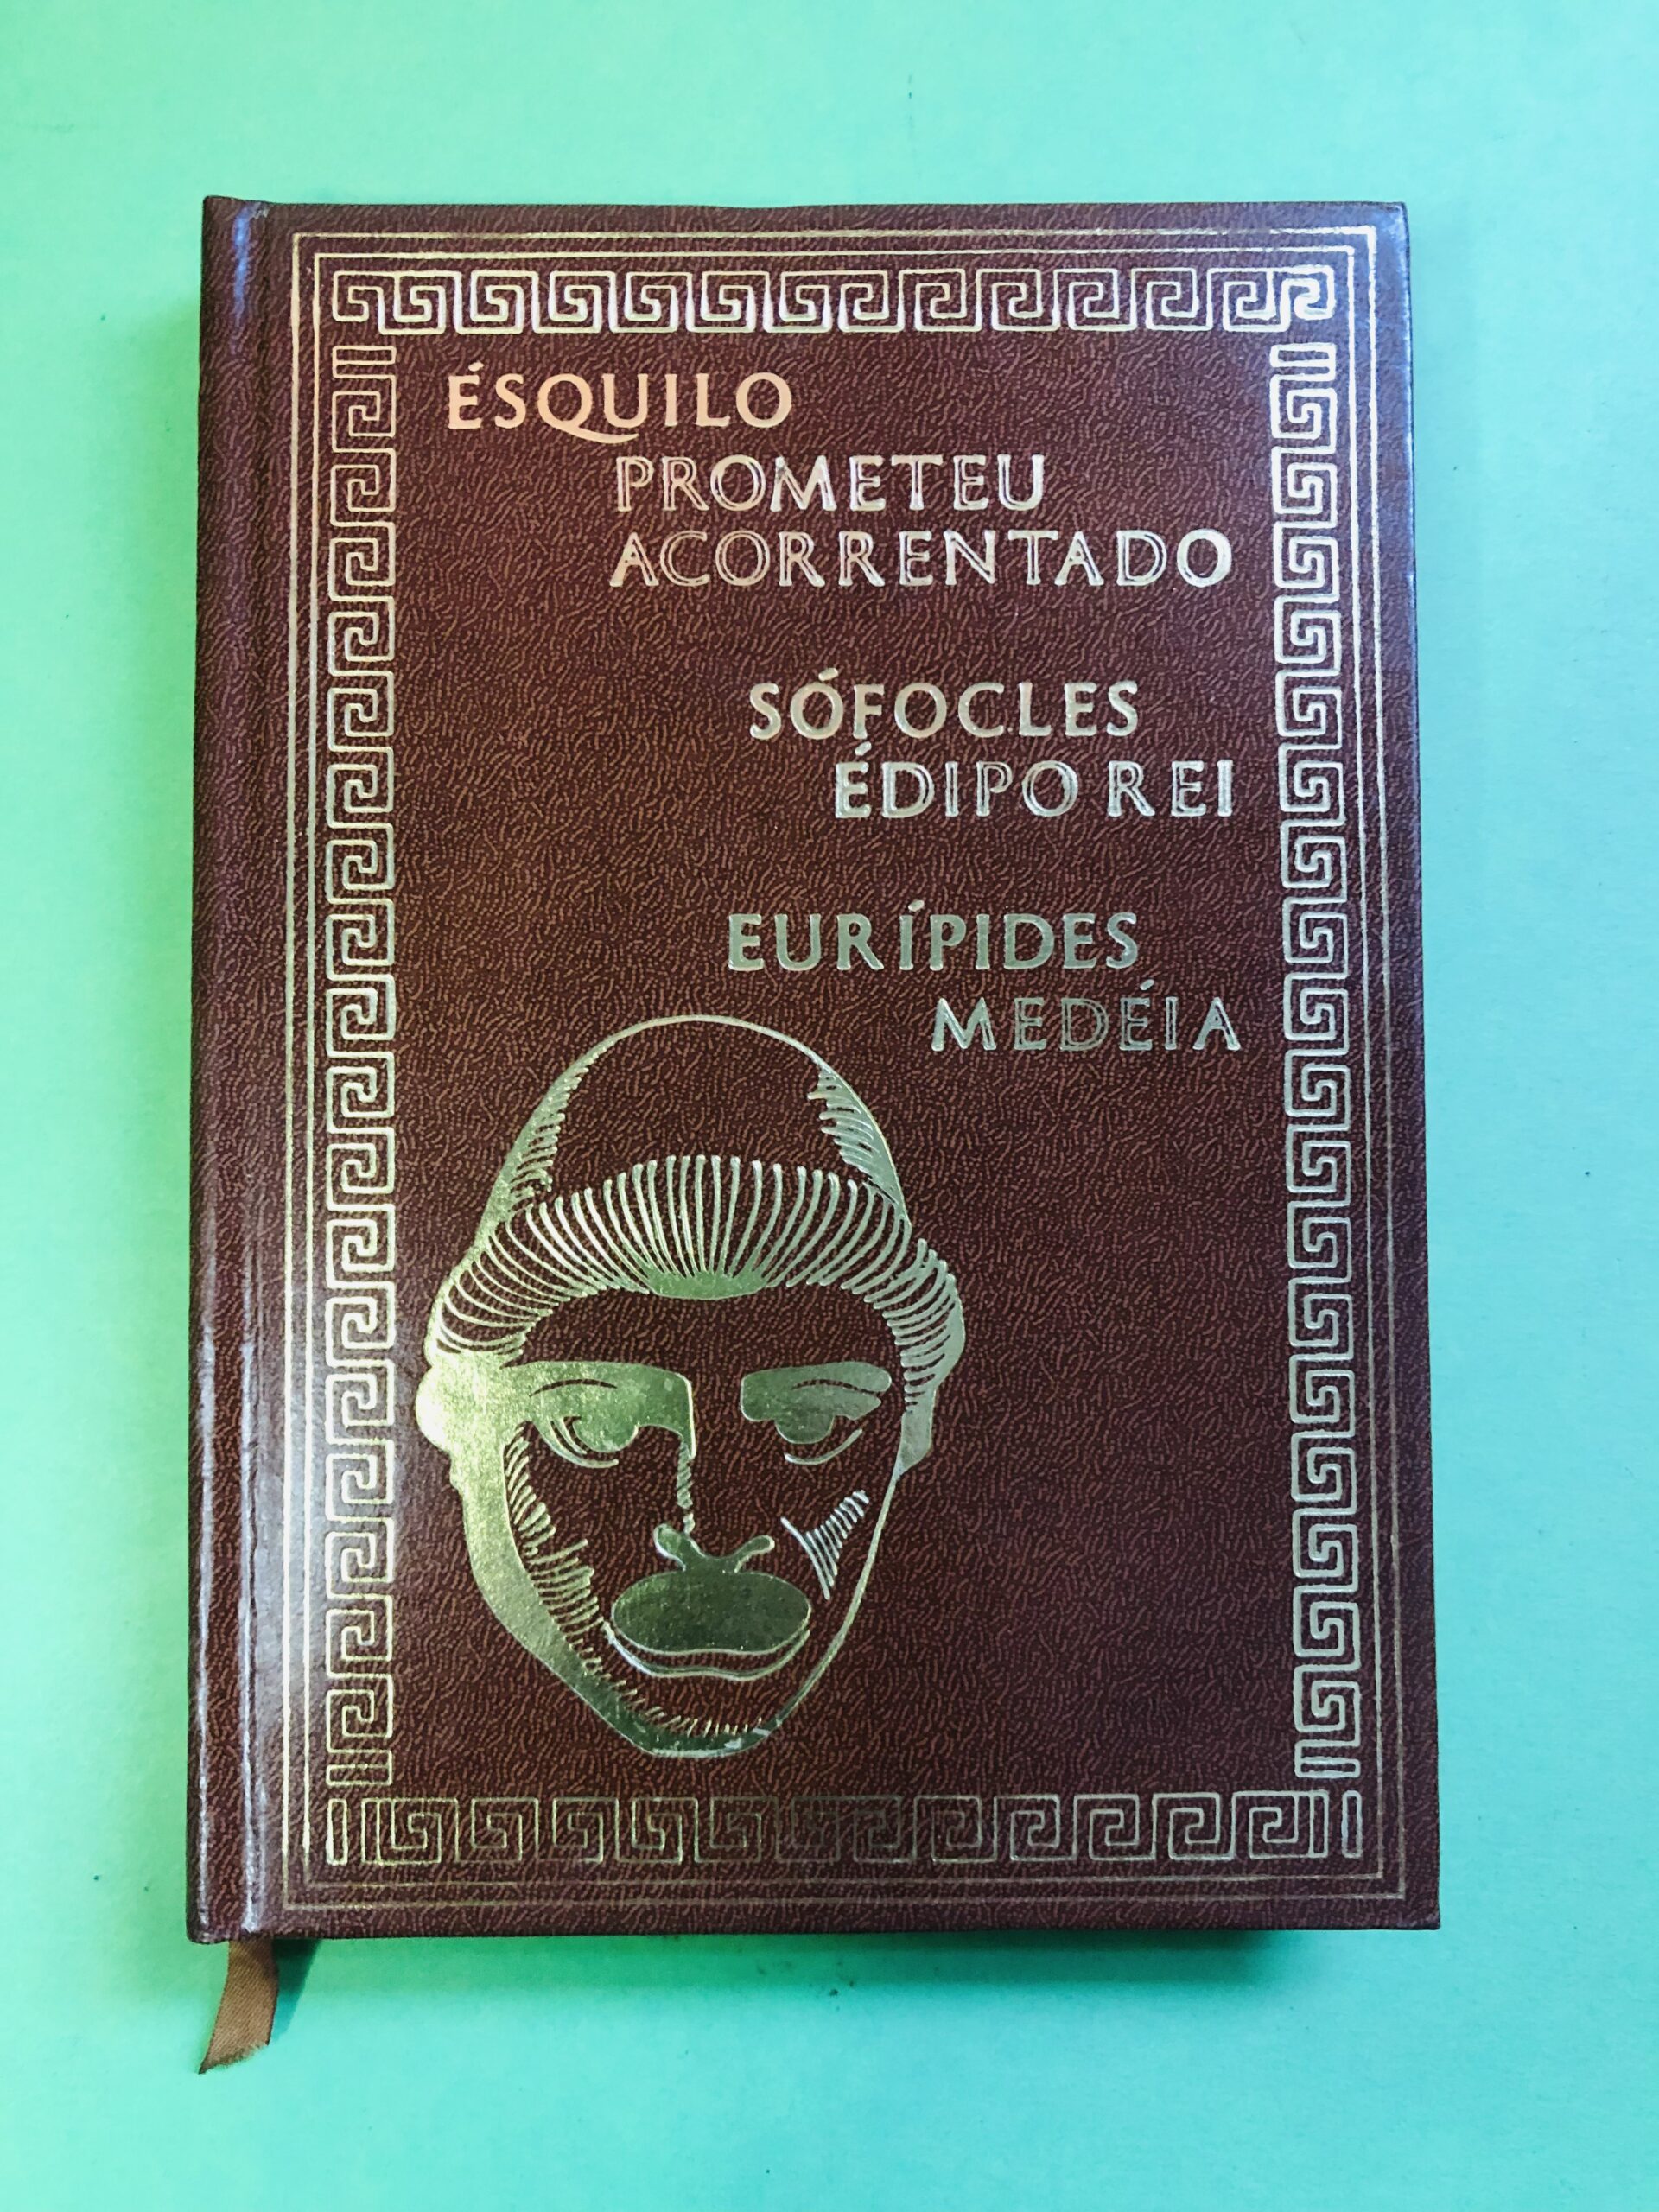 ÉSQUILO
PROMETEU
ACORRENTADO
SÓFOCLES
ÉDIPO REI
EURÍPIDES
MEDÉIA